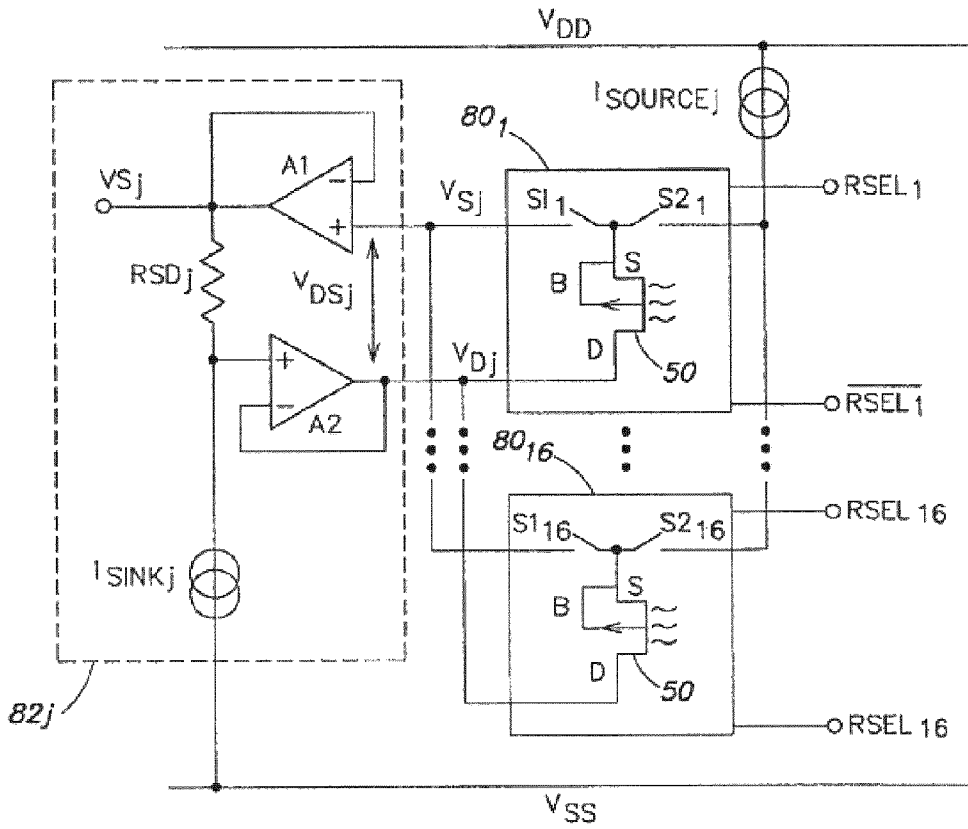 VDD
ISOURCEj
801
A1
−
+
VSj
VSj
S11
S21
RSEL1
RSDj
VDSj
B
S
D
50
VDj
+
−
A2
RSEL1
8016
RSEL16
S116
S216
ISINKj
B
S
D
50
82j
RSEL16
VSS